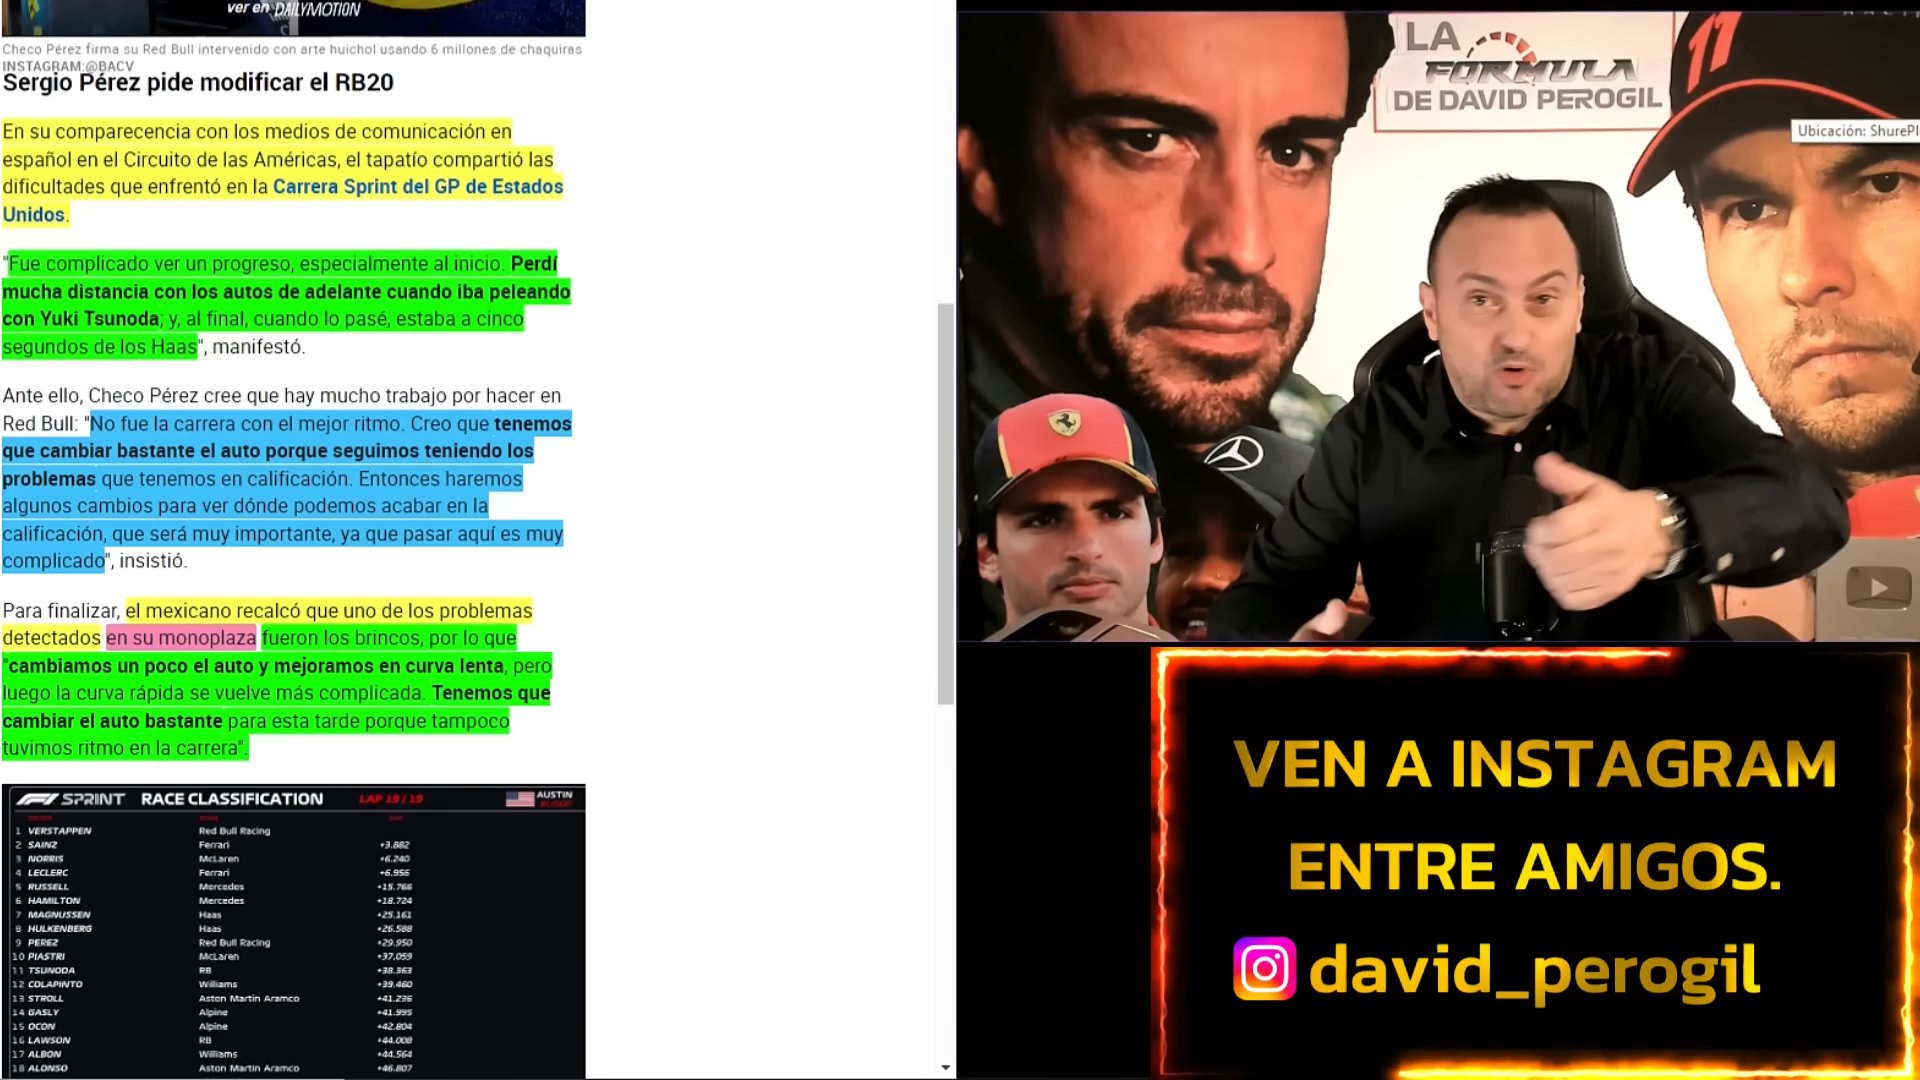 ver en DAILYMOTION
Checo Pérez firma su Red Bull intervenido con arte huichol usando 6 millones de chaquiras
INSTAGRAM:@BACV
Sergio Pérez pide modificar el RB20
En su comparecencia con los medios de comunicación en
español en el Circuito de las Américas, el tapatío compartió las
dificultades que enfrentó en la Carrera Sprint del GP de Estados
Unidos.
"Fue complicado ver un progreso, especialmente al inicio. Perdí
mucha distancia con los autos de adelante cuando iba peleando
con Yuki Tsunoda; y, al final, cuando lo pasé, estaba a cinco
segundos de los Haas", manifestó.
Ante ello, Checo Pérez cree que hay mucho trabajo por hacer en
Red Bull: "No fue la carrera con el mejor ritmo. Creo que tenemos
que cambiar bastante el auto porque seguimos teniendo los
problemas que tenemos en calificación. Entonces haremos
algunos cambios para ver dónde podemos acabar en la
calificación, que será muy importante, ya que pasar aquí es muy
complicado", insistió.
Para finalizar, el mexicano recalcó que uno de los problemas
detectados en su monoplaza fueron los brincos, por lo que
"cambiamos un poco el auto y mejoramos en curva lenta, pero
luego la curva rápida se vuelve más complicada. Tenemos que
cambiar el auto bastante para esta tarde porque tampoco
tuvimos ritmo en la carrera".
F1 SPRINT RACE CLASSIFICATION LAP 19 / 19 AUSTIN
#USGP
1 VERSTAPPEN Red Bull Racing
2 SAINZ Ferrari +3.882
3 NORRIS McLaren +6.240
4 LECLERC Ferrari +6.956
5 RUSSELL Mercedes +15.766
6 HAMILTON Mercedes +18.724
7 MAGNUSSEN Haas +25.161
8 HULKENBERG Haas +26.588
9 PEREZ Red Bull Racing +29.950
10 PIASTRI McLaren +37.059
11 TSUNODA RB +38.363
12 COLAPINTO Williams +39.460
13 STROLL Aston Martin Aramco +41.236
14 GASLY Alpine +41.995
15 OCON Alpine +42.804
16 LAWSON RB +44.008
17 ALBON Williams +44.564
18 ALONSO Aston Martin Aramco +46.807
LA
FÓRMULA
DE DAVID PEROGIL
11
Ubicación: ShurePl
VEN A INSTAGRAM
ENTRE AMIGOS.
david_perogil